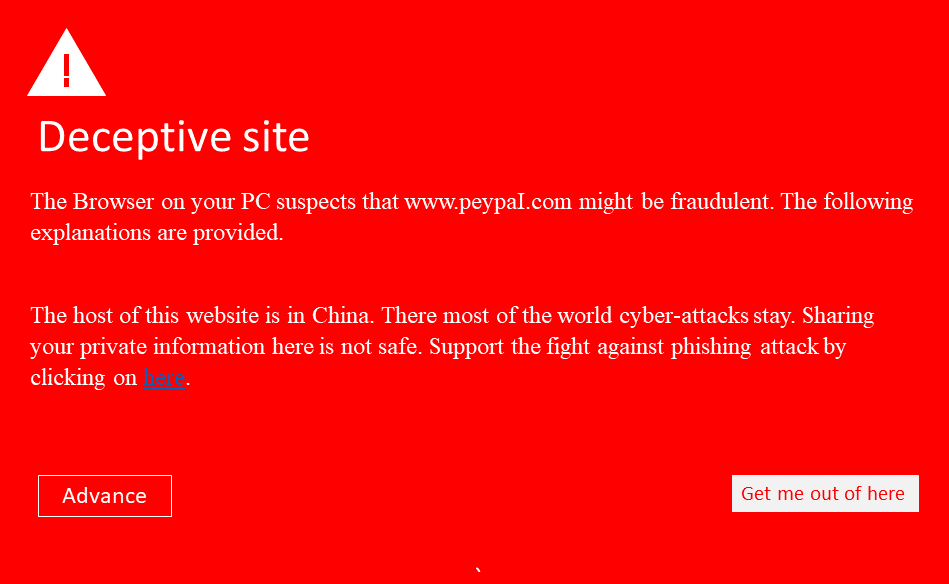 !
Deceptive site
The Browser on your PC suspects that www.peypaI.com might be fraudulent. The following
explanations are provided.
The host of this website is in China. There most of the world cyber-attacks stay. Sharing
your private information here is not safe. Support the fight against phishing attack by
clicking on here.
Advance
Get me out of here
`